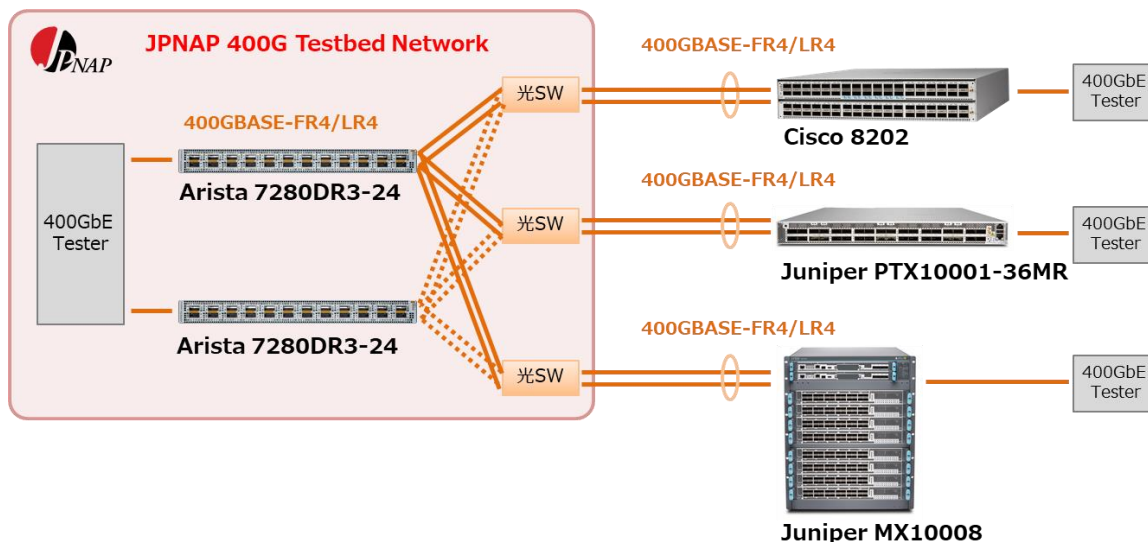 JPNAP 400G Testbed Network
JPNAP
400GBASE-FR4/LR4
400GbE
Tester
Arista 7280DR3-24
Arista 7280DR3-24
光SW
光SW
光SW
400GBASE-FR4/LR4
Cisco 8202
400GbE
Tester
400GBASE-FR4/LR4
Juniper PTX10001-36MR
400GbE
Tester
400GBASE-FR4/LR4
Juniper MX10008
400GbE
Tester